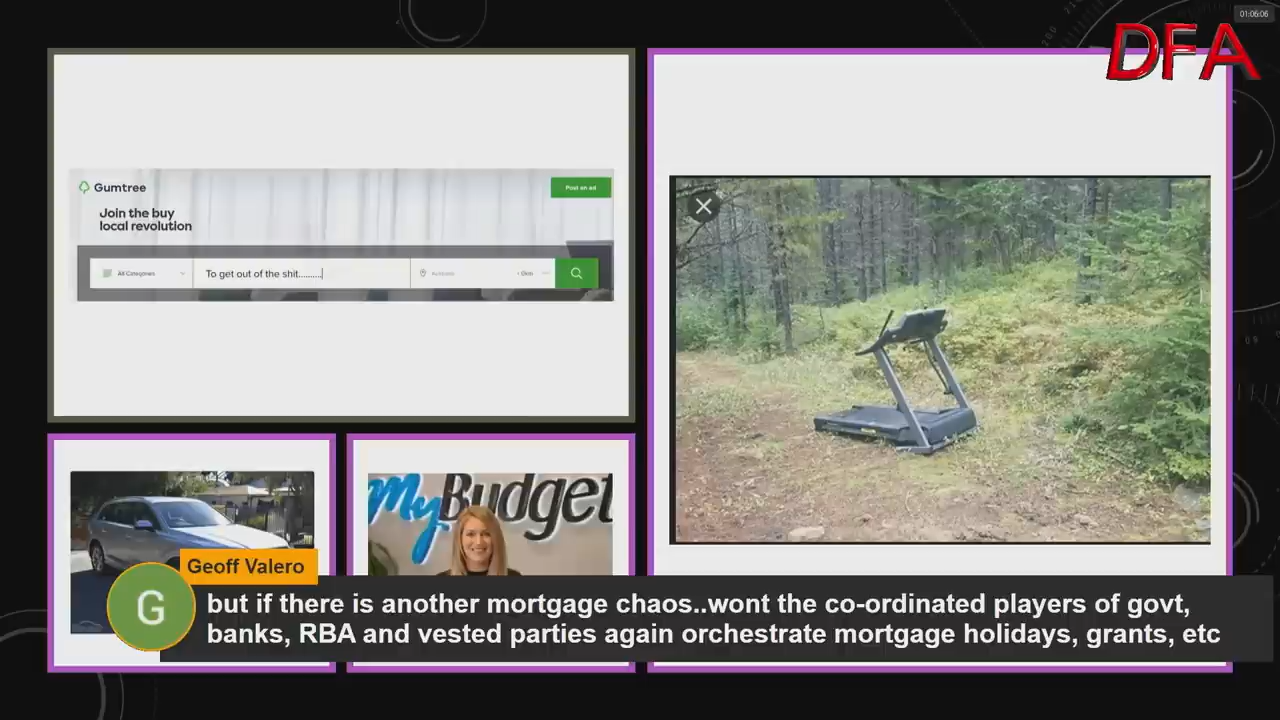 01:06:06
DFA
Gumtree
Post an ad
Join the buy
local revolution
All Categories
To get out of the shit.........
Australia
MyBudget
Geoff Valero
G
but if there is another mortgage chaos..wont the co-ordinated players of govt,
banks, RBA and vested parties again orchestrate mortgage holidays, grants, etc